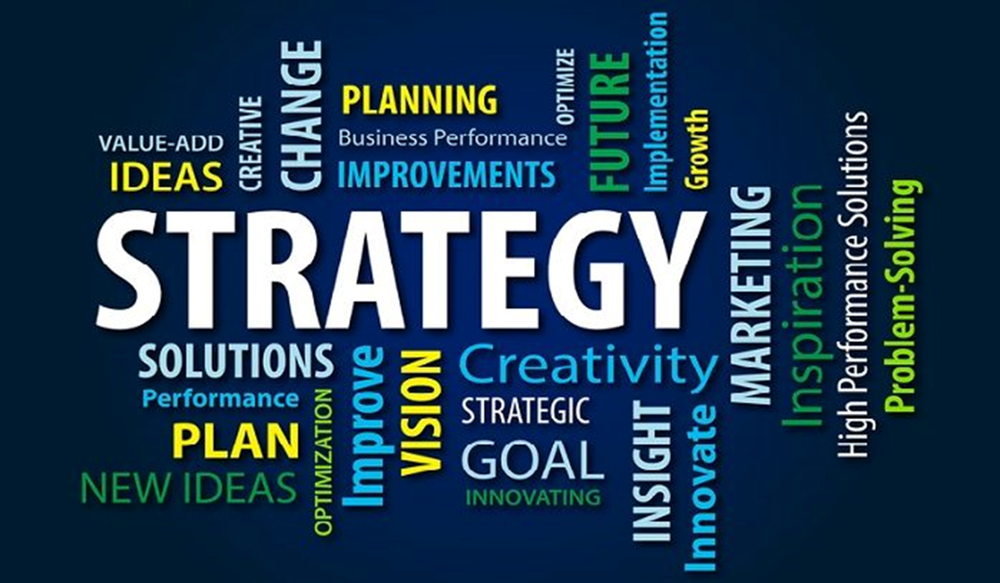 VALUE-ADD
IDEAS
CREATIVE
CHANGE
PLANNING
Business Performance
IMPROVEMENTS
OPTIMIZE
FUTURE
Implementation
Growth
STRATEGY
MARKETING
Inspiration
High Performance Solutions
Problem-Solving
SOLUTIONS
Performance
PLAN
NEW IDEAS
OPTIMIZATION
Improve
VISION
Creativity
STRATEGIC
GOAL
INNOVATING
INSIGHT
Innovate